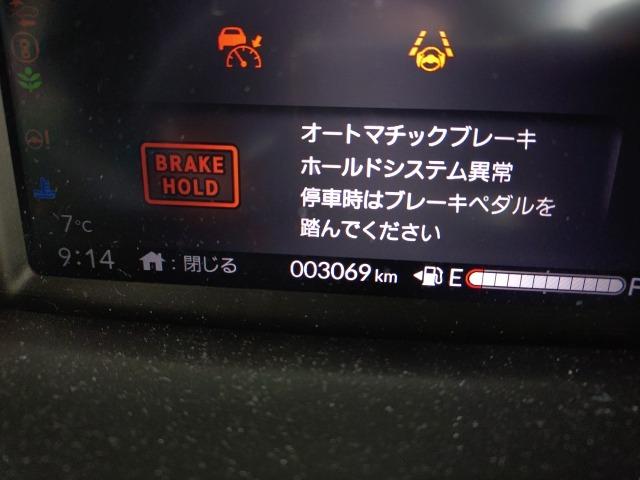 オートマチックブレーキ
ホールドシステム異常
停車時はブレーキペダルを
踏んでください
BRAKE
HOLD
7°C
9:14
:閉じる
003069km
E
F